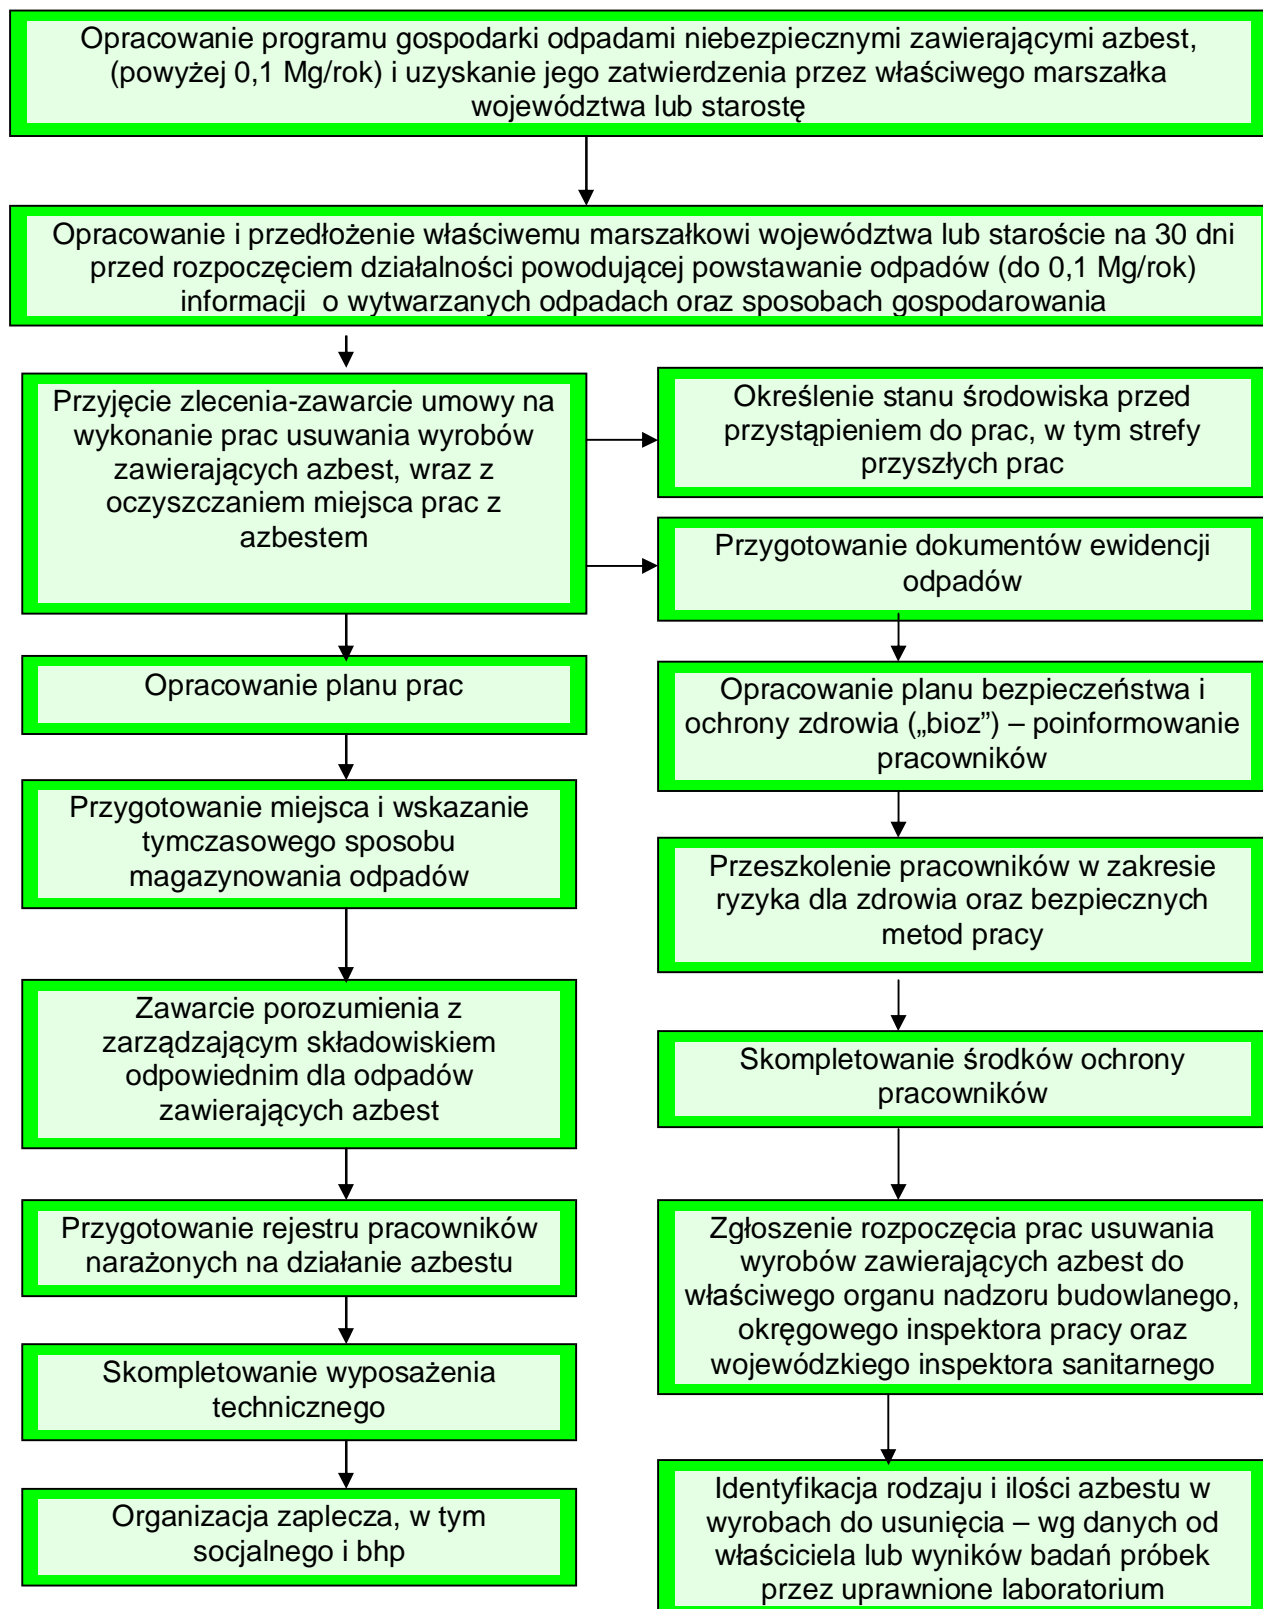 Opracowanie programu gospodarki odpadami niebezpiecznymi zawierającymi azbest,
(powyżej 0,1 Mg/rok) i uzyskanie jego zatwierdzenia przez właściwego marszałka
województwa lub starostę
Opracowanie i przedłożenie właściwemu marszałkowi województwa lub staroście na 30 dni
przed rozpoczęciem działalności powodującej powstawanie odpadów (do 0,1 Mg/rok)
informacji o wytwarzanych odpadach oraz sposobach gospodarowania
Przyjęcie zlecenia-zawarcie umowy na
wykonanie prac usuwania wyrobów
zawierających azbest, wraz z
oczyszczaniem miejsca prac z
azbestem
Opracowanie planu prac
Przygotowanie miejsca i wskazanie
tymczasowego sposobu
magazynowania odpadów
Zawarcie porozumienia z
zarządzającym składowiskiem
odpowiednim dla odpadów
zawierających azbest
Przygotowanie rejestru pracowników
narażonych na działanie azbestu
Skompletowanie wyposażenia
technicznego
Organizacja zaplecza, w tym
socjalnego i bhp
Określenie stanu środowiska przed
przystąpieniem do prac, w tym strefy
przyszłych prac
Przygotowanie dokumentów ewidencji
odpadów
Opracowanie planu bezpieczeństwa i
ochrony zdrowia („bioz”) – poinformowanie
pracowników
Przeszkolenie pracowników w zakresie
ryzyka dla zdrowia oraz bezpiecznych
metod pracy
Skompletowanie środków ochrony
pracowników
Zgłoszenie rozpoczęcia prac usuwania
wyrobów zawierających azbest do
właściwego organu nadzoru budowlanego,
okręgowego inspektora pracy oraz
wojewódzkiego inspektora sanitarnego
Identyfikacja rodzaju i ilości azbestu w
wyrobach do usunięcia – wg danych od
właściciela lub wyników badań próbek
przez uprawnione laboratorium